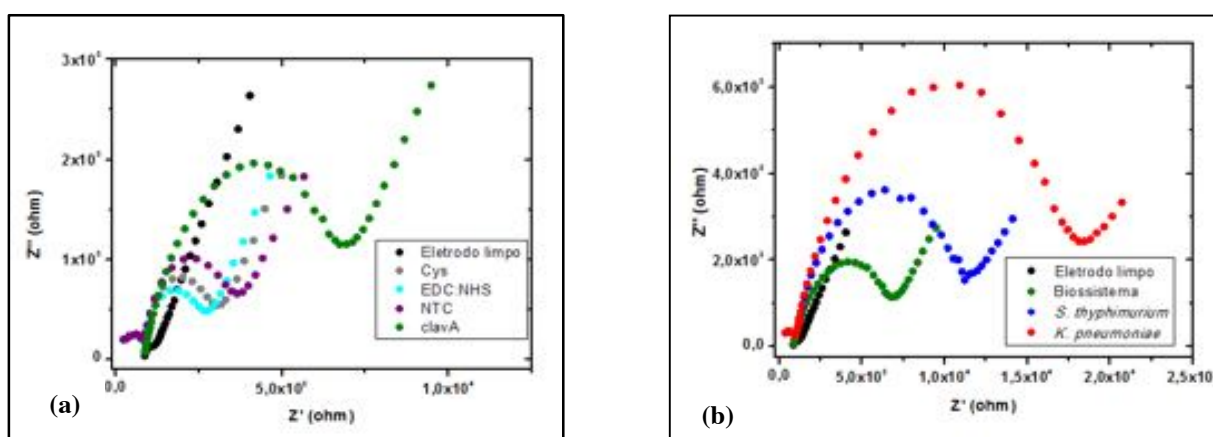 3x10³
2x10³
1x10³
0
Z'' (ohm)
0,0
5,0x10³
1,0x10⁴
Z' (ohm)
Eletrodo limpo
Cys
EDC:NHS
NTC
clavA
(a)
6,0x10³
4,0x10³
2,0x10³
0,0
Z'' (ohm)
0,0
5,0x10³
1,0x10⁴
1,5x10⁴
2,0x10⁴
2,5x10⁴
Z' (ohm)
Eletrodo limpo
Biossistema
S. thyphimurium
K. pneumoniae
(b)